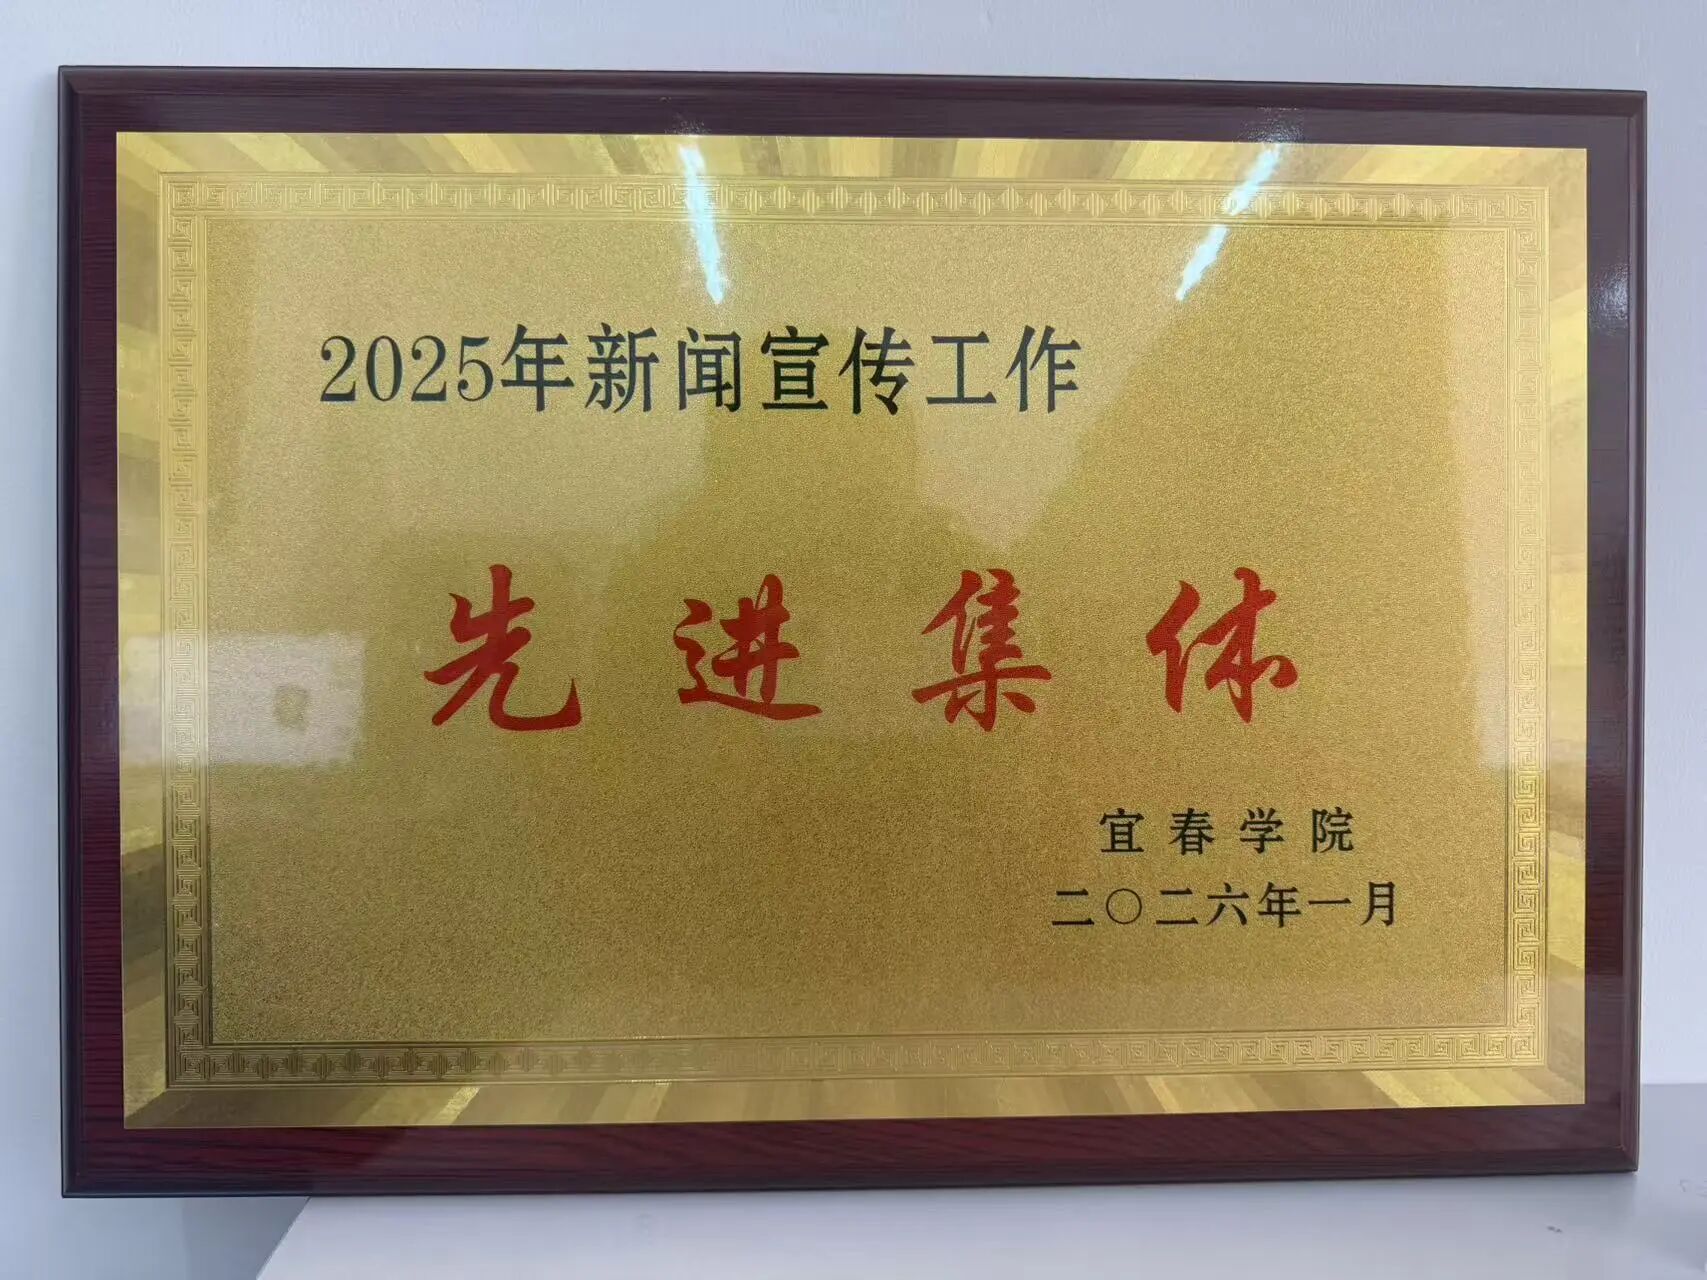 2025年新闻宣传工作
先进集体
宜春学院
二〇二六年一月